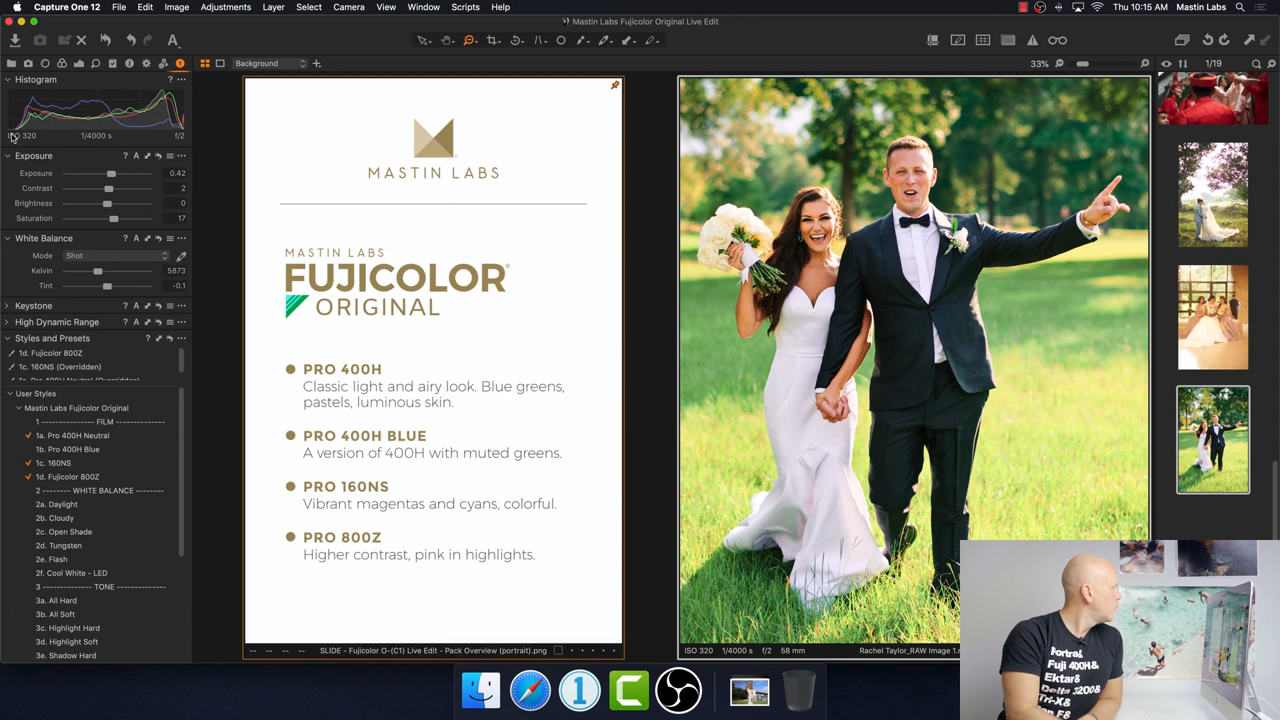 Capture One 12 File Edit Image Adjustments Layer Select Camera View Window Scripts Help
Thu 10:15 AM Mastin Labs
Mastin Labs Fujicolor Original Live Edit
Background
33%
1/19
Histogram
ISO 320 1/4000 s f/2
Exposure
Exposure 0.42
Contrast 2
Brightness 0
Saturation 17
White Balance
Mode Shot
Kelvin 5873
Tint -0.1
Keystone
High Dynamic Range
Styles and Presets
1d. Fujicolor 800Z
1c. 160NS (Overridden)
User Styles
Mastin Labs Fujicolor Original
1 -------------- FILM --------------
1a. Pro 400H Neutral
1b. Pro 400H Blue
1c. 160NS
1d. Fujicolor 800Z
2 -------- WHITE BALANCE --------
2a. Daylight
2b. Cloudy
2c. Open Shade
2d. Tungsten
2e. Flash
2f. Cool White - LED
3 ------------- TONE -------------
3a. All Hard
3b. All Soft
3c. Highlight Hard
3d. Highlight Soft
3e. Shadow Hard
MASTIN LABS
MASTIN LABS
FUJICOLOR®
ORIGINAL
PRO 400H
Classic light and airy look. Blue greens,
pastels, luminous skin.
PRO 400H BLUE
A version of 400H with muted greens.
PRO 160NS
Vibrant magentas and cyans, colorful.
PRO 800Z
Higher contrast, pink in highlights.
SLIDE - Fujicolor O-(C1) Live Edit - Pack Overview (portrait).png
ISO 320 1/4000 s f/2 58 mm
Rachel Taylor_RAW Image 1.
Portra&
Fuji 400H&
Ektar&
Delta 3200&
Tri-X&